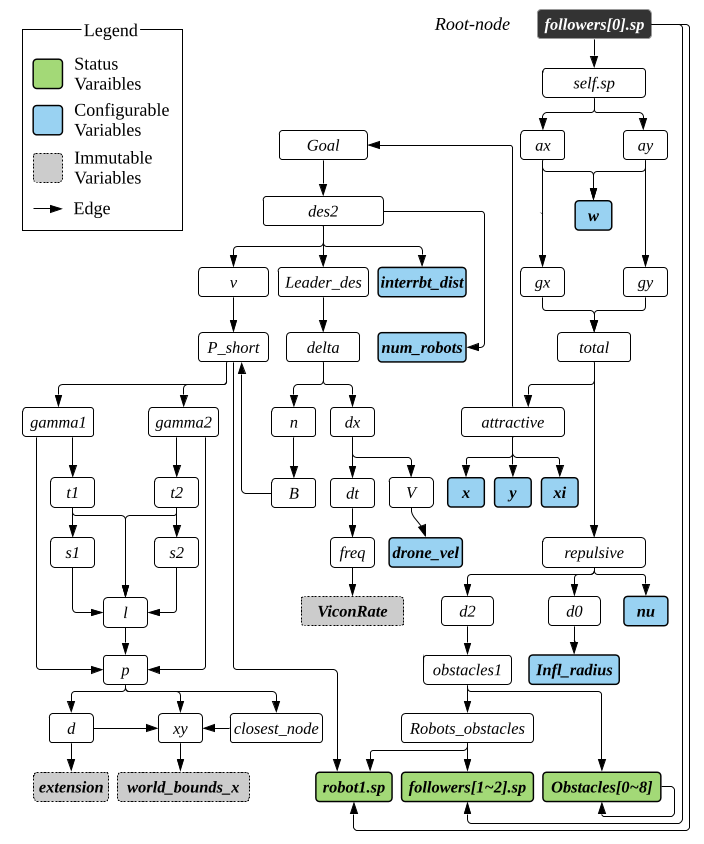 Legend
Status
Varaibles
Configurable
Variables
Immutable
Variables
Edge
Root-node
followers[0].sp
self.sp
Goal
ax
ay
des2
w
v
Leader_des
interrbt_dist
gx
gy
P_short
delta
num_robots
total
gamma1
gamma2
n
dx
attractive
t1
t2
B
dt
V
x
y
xi
s1
s2
freq
drone_vel
repulsive
l
ViconRate
d2
d0
nu
p
obstacles1
Infl_radius
d
xy
closest_node
Robots_obstacles
extension
world_bounds_x
robot1.sp
followers[1~2].sp
Obstacles[0~8]